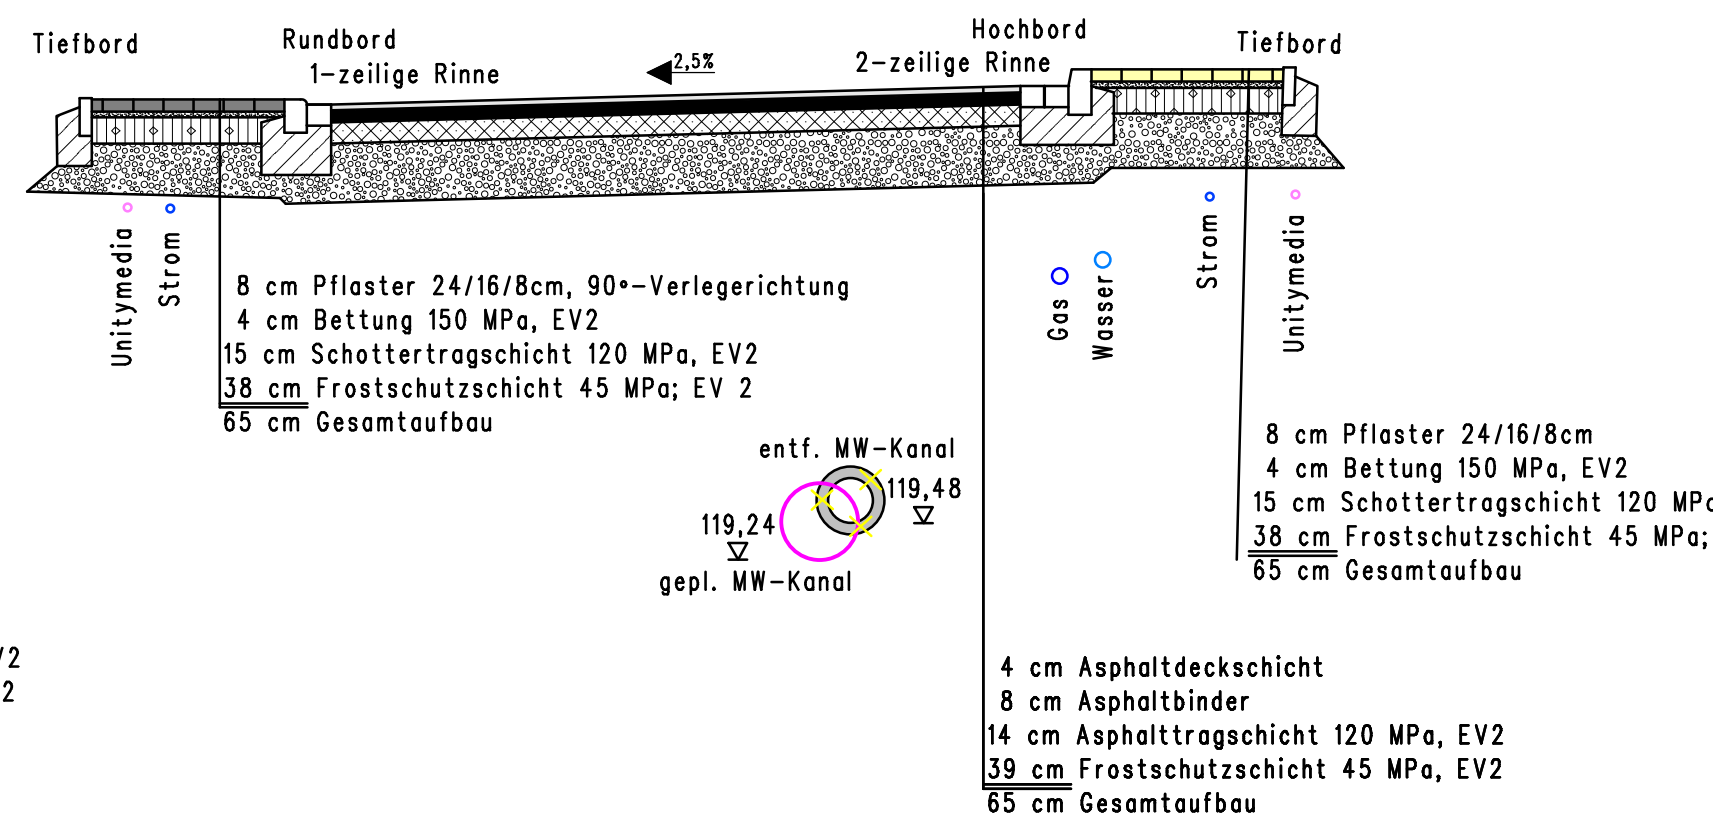 Tiefbord
Rundbord
1-zeilige Rinne
2,5%
Hochbord
2-zeilige Rinne
Tiefbord
Unitymedia
Strom
Gas
Wasser
Strom
Unitymedia
8 cm Pflaster 24/16/8cm, 90°-Verlegerichtung
4 cm Bettung 150 MPa, EV2
15 cm Schottertragschicht 120 MPa, EV2
38 cm Frostschutzschicht 45 MPa; EV 2
65 cm Gesamtaufbau
entf. MW-Kanal
119,48
119,24
gepl. MW-Kanal
8 cm Pflaster 24/16/8cm
4 cm Bettung 150 MPa, EV2
15 cm Schottertragschicht 120 MPa
38 cm Frostschutzschicht 45 MPa;
65 cm Gesamtaufbau
/2
2
4 cm Asphaltdeckschicht
8 cm Asphaltbinder
14 cm Asphalttragschicht 120 MPa, EV2
39 cm Frostschutzschicht 45 MPa, EV2
65 cm Gesamtaufbau